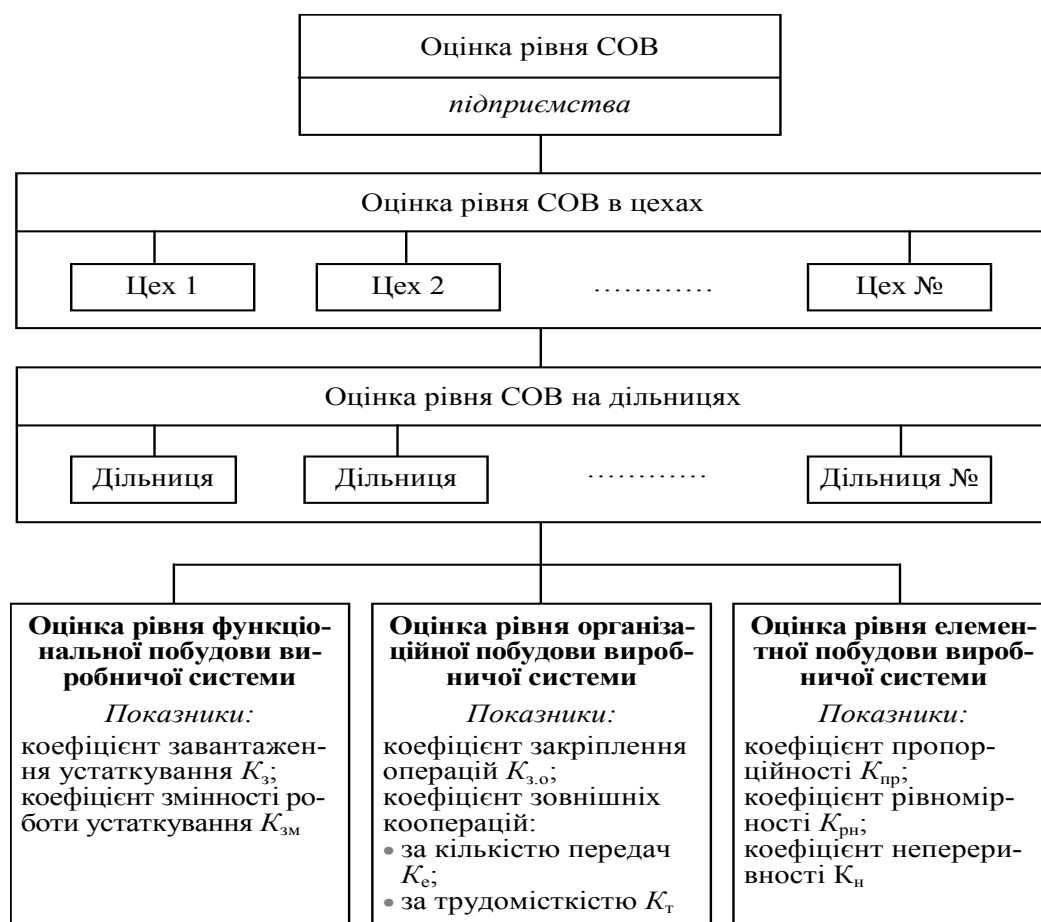 Оцінка рівня СОВ
підприємства
Оцінка рівня СОВ в цехах
Цех 1
Цех 2
…………
Цех №
Оцінка рівня СОВ на дільницях
Дільниця
Дільниця
…………
Дільниця №
Оцінка рівня функціо-
нальної побудови ви-
робничої системи
Показники:
коефіцієнт завантажен-
ня устаткування Kз;
коефіцієнт змінності ро-
боти устаткування Kзм
Оцінка рівня організа-
ційної побудови вироб-
ничої системи
Показники:
коефіцієнт закріплення
операцій Kз.о;
коефіцієнт зовнішніх
кооперацій:
• за кількістю передач
Kе;
• за трудомісткістю Kт
Оцінка рівня елемен-
тної побудови вироб-
ничої системи
Показники:
коефіцієнт пропор-
ційності Kпр;
коефіцієнт рівномір-
ності Kрн;
коефіцієнт неперери-
вності Кн